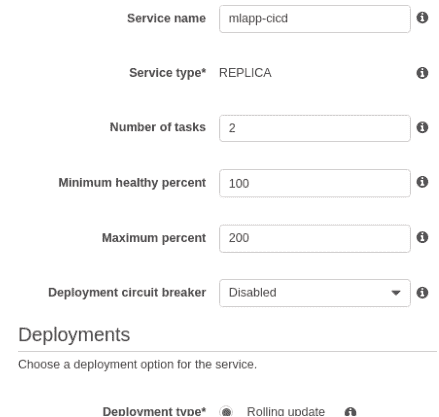 Service name mlapp-cicd
Service type* REPLICA
Number of tasks 2
Minimum healthy percent 100
Maximum percent 200
Deployment circuit breaker Disabled
Deployments
Choose a deployment option for the service.
Deployment type* Rolling update